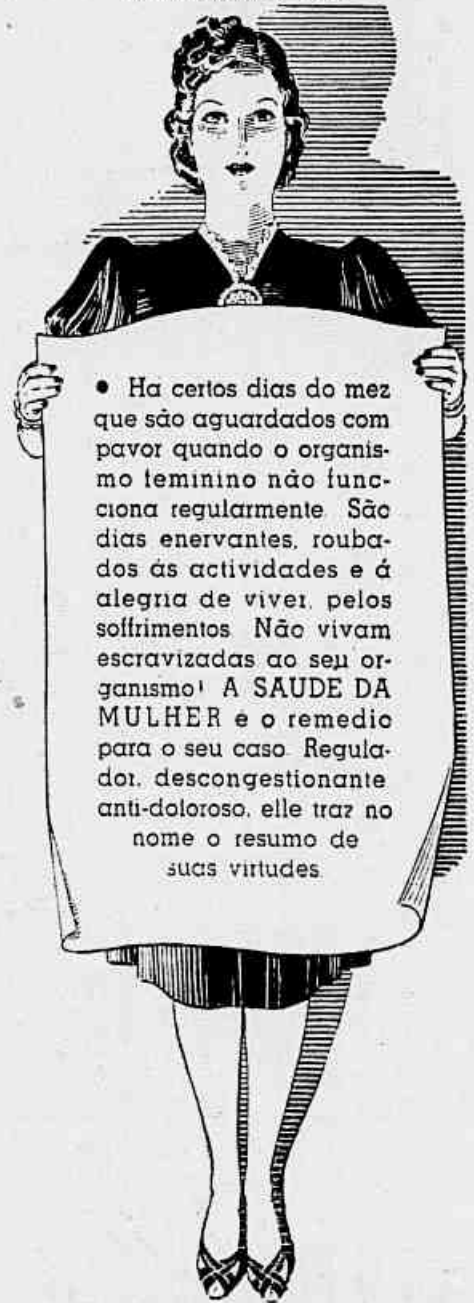 • Ha certos dias do mez
que são aguardados com
pavor quando o organis-
mo feminino não func-
ciona regularmente São
dias enervantes, rouba-
dos ás actividades e á
alegria de viver, pelos
soffrimentos Não vivam
escravizadas ao seu or-
ganismo! A SAUDE DA
MULHER é o remedio
para o seu caso Regula-
dor, descongestionante
anti-doloroso, elle traz no
nome o resumo de
suas virtudes